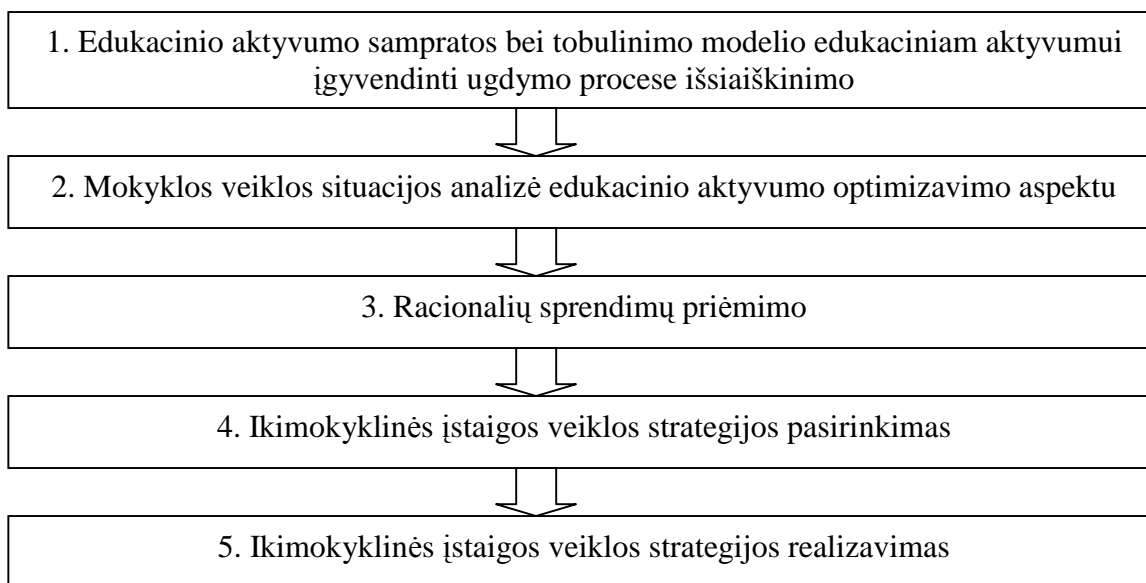 1. Edukacinio aktyvumo sampratos bei tobulinimo modelio edukaciniam aktyvumui
įgyvendinti ugdymo procese išsiaiškinimo
2. Mokyklos veiklos situacijos analizė edukacinio aktyvumo optimizavimo aspektu
3. Racionalių sprendimų priėmimo
4. Ikimokyklinės įstaigos veiklos strategijos pasirinkimas
5. Ikimokyklinės įstaigos veiklos strategijos realizavimas